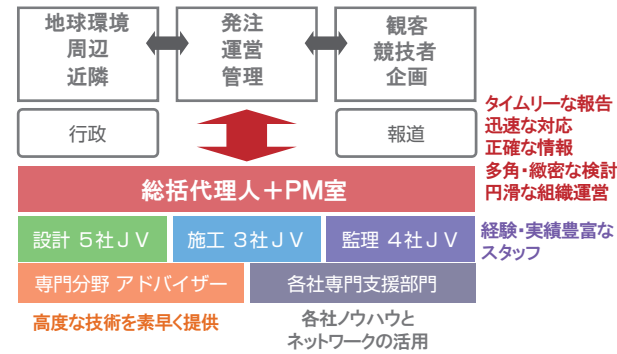 地球環境
周辺
近隣
発注
運営
管理
観客
競技者
企画
行政
報道
タイムリーな報告
迅速な対応
正確な情報
多角・緻密な検討
円滑な組織運営
総括代理人＋PM室
設計 5社ＪＶ
施工 3社ＪＶ
監理 4社ＪＶ
経験・実績豊富な
スタッフ
専門分野 アドバイザー
各社専門支援部門
高度な技術を素早く提供
各社ノウハウと
ネットワークの活用